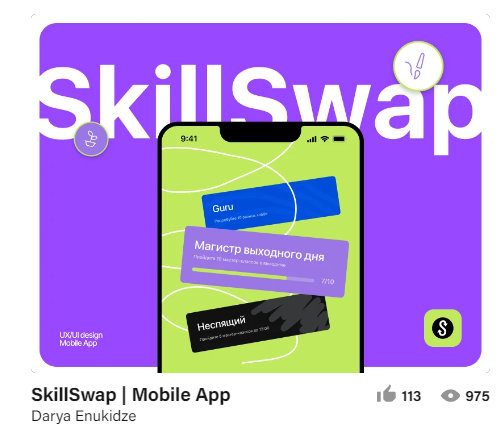 SkillSwap
9:41
Guru
Магистр выходного дня
7/10
Неспящий
UX/UI design
Mobile App
S
SkillSwap | Mobile App
113
975
Darya Enukidze